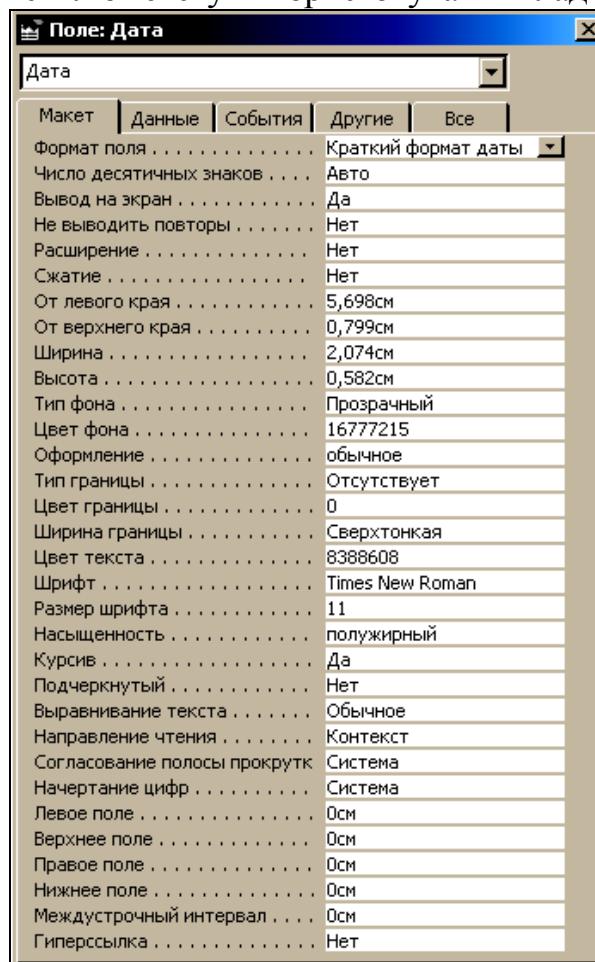 Поле: Дата
Дата
Макет Данные События Другие Все
Формат поля . . . . . . . . . . . . . . Краткий формат даты
Число десятичных знаков . . . . Авто
Вывод на экран . . . . . . . . . . . . Да
Не выводить повторы . . . . . . . Нет
Расширение . . . . . . . . . . . . . . Нет
Сжатие . . . . . . . . . . . . . . . . . . Нет
От левого края . . . . . . . . . . . . 5,698см
От верхнего края . . . . . . . . . . 0,799см
Ширина . . . . . . . . . . . . . . . . . 2,074см
Высота . . . . . . . . . . . . . . . . . . 0,582см
Тип фона . . . . . . . . . . . . . . . . Прозрачный
Цвет фона . . . . . . . . . . . . . . . 16777215
Оформление . . . . . . . . . . . . . . обычное
Тип границы . . . . . . . . . . . . . . Отсутствует
Цвет границы . . . . . . . . . . . . . 0
Ширина границы . . . . . . . . . . . Сверхтонкая
Цвет текста . . . . . . . . . . . . . . 8388608
Шрифт . . . . . . . . . . . . . . . . . . Times New Roman
Размер шрифта . . . . . . . . . . . . 11
Насыщенность . . . . . . . . . . . . полужирный
Курсив . . . . . . . . . . . . . . . . . . Да
Подчеркнутый . . . . . . . . . . . . Нет
Выравнивание текста . . . . . . . Обычное
Направление чтения . . . . . . . . Контекст
Согласование полосы прокрутк Система
Начертание цифр . . . . . . . . . . Система
Левое поле . . . . . . . . . . . . . . . 0см
Верхнее поле . . . . . . . . . . . . . 0см
Правое поле . . . . . . . . . . . . . . 0см
Нижнее поле . . . . . . . . . . . . . . 0см
Междустрочный интервал . . . . 0см
Гиперссылка . . . . . . . . . . . . . . Нет